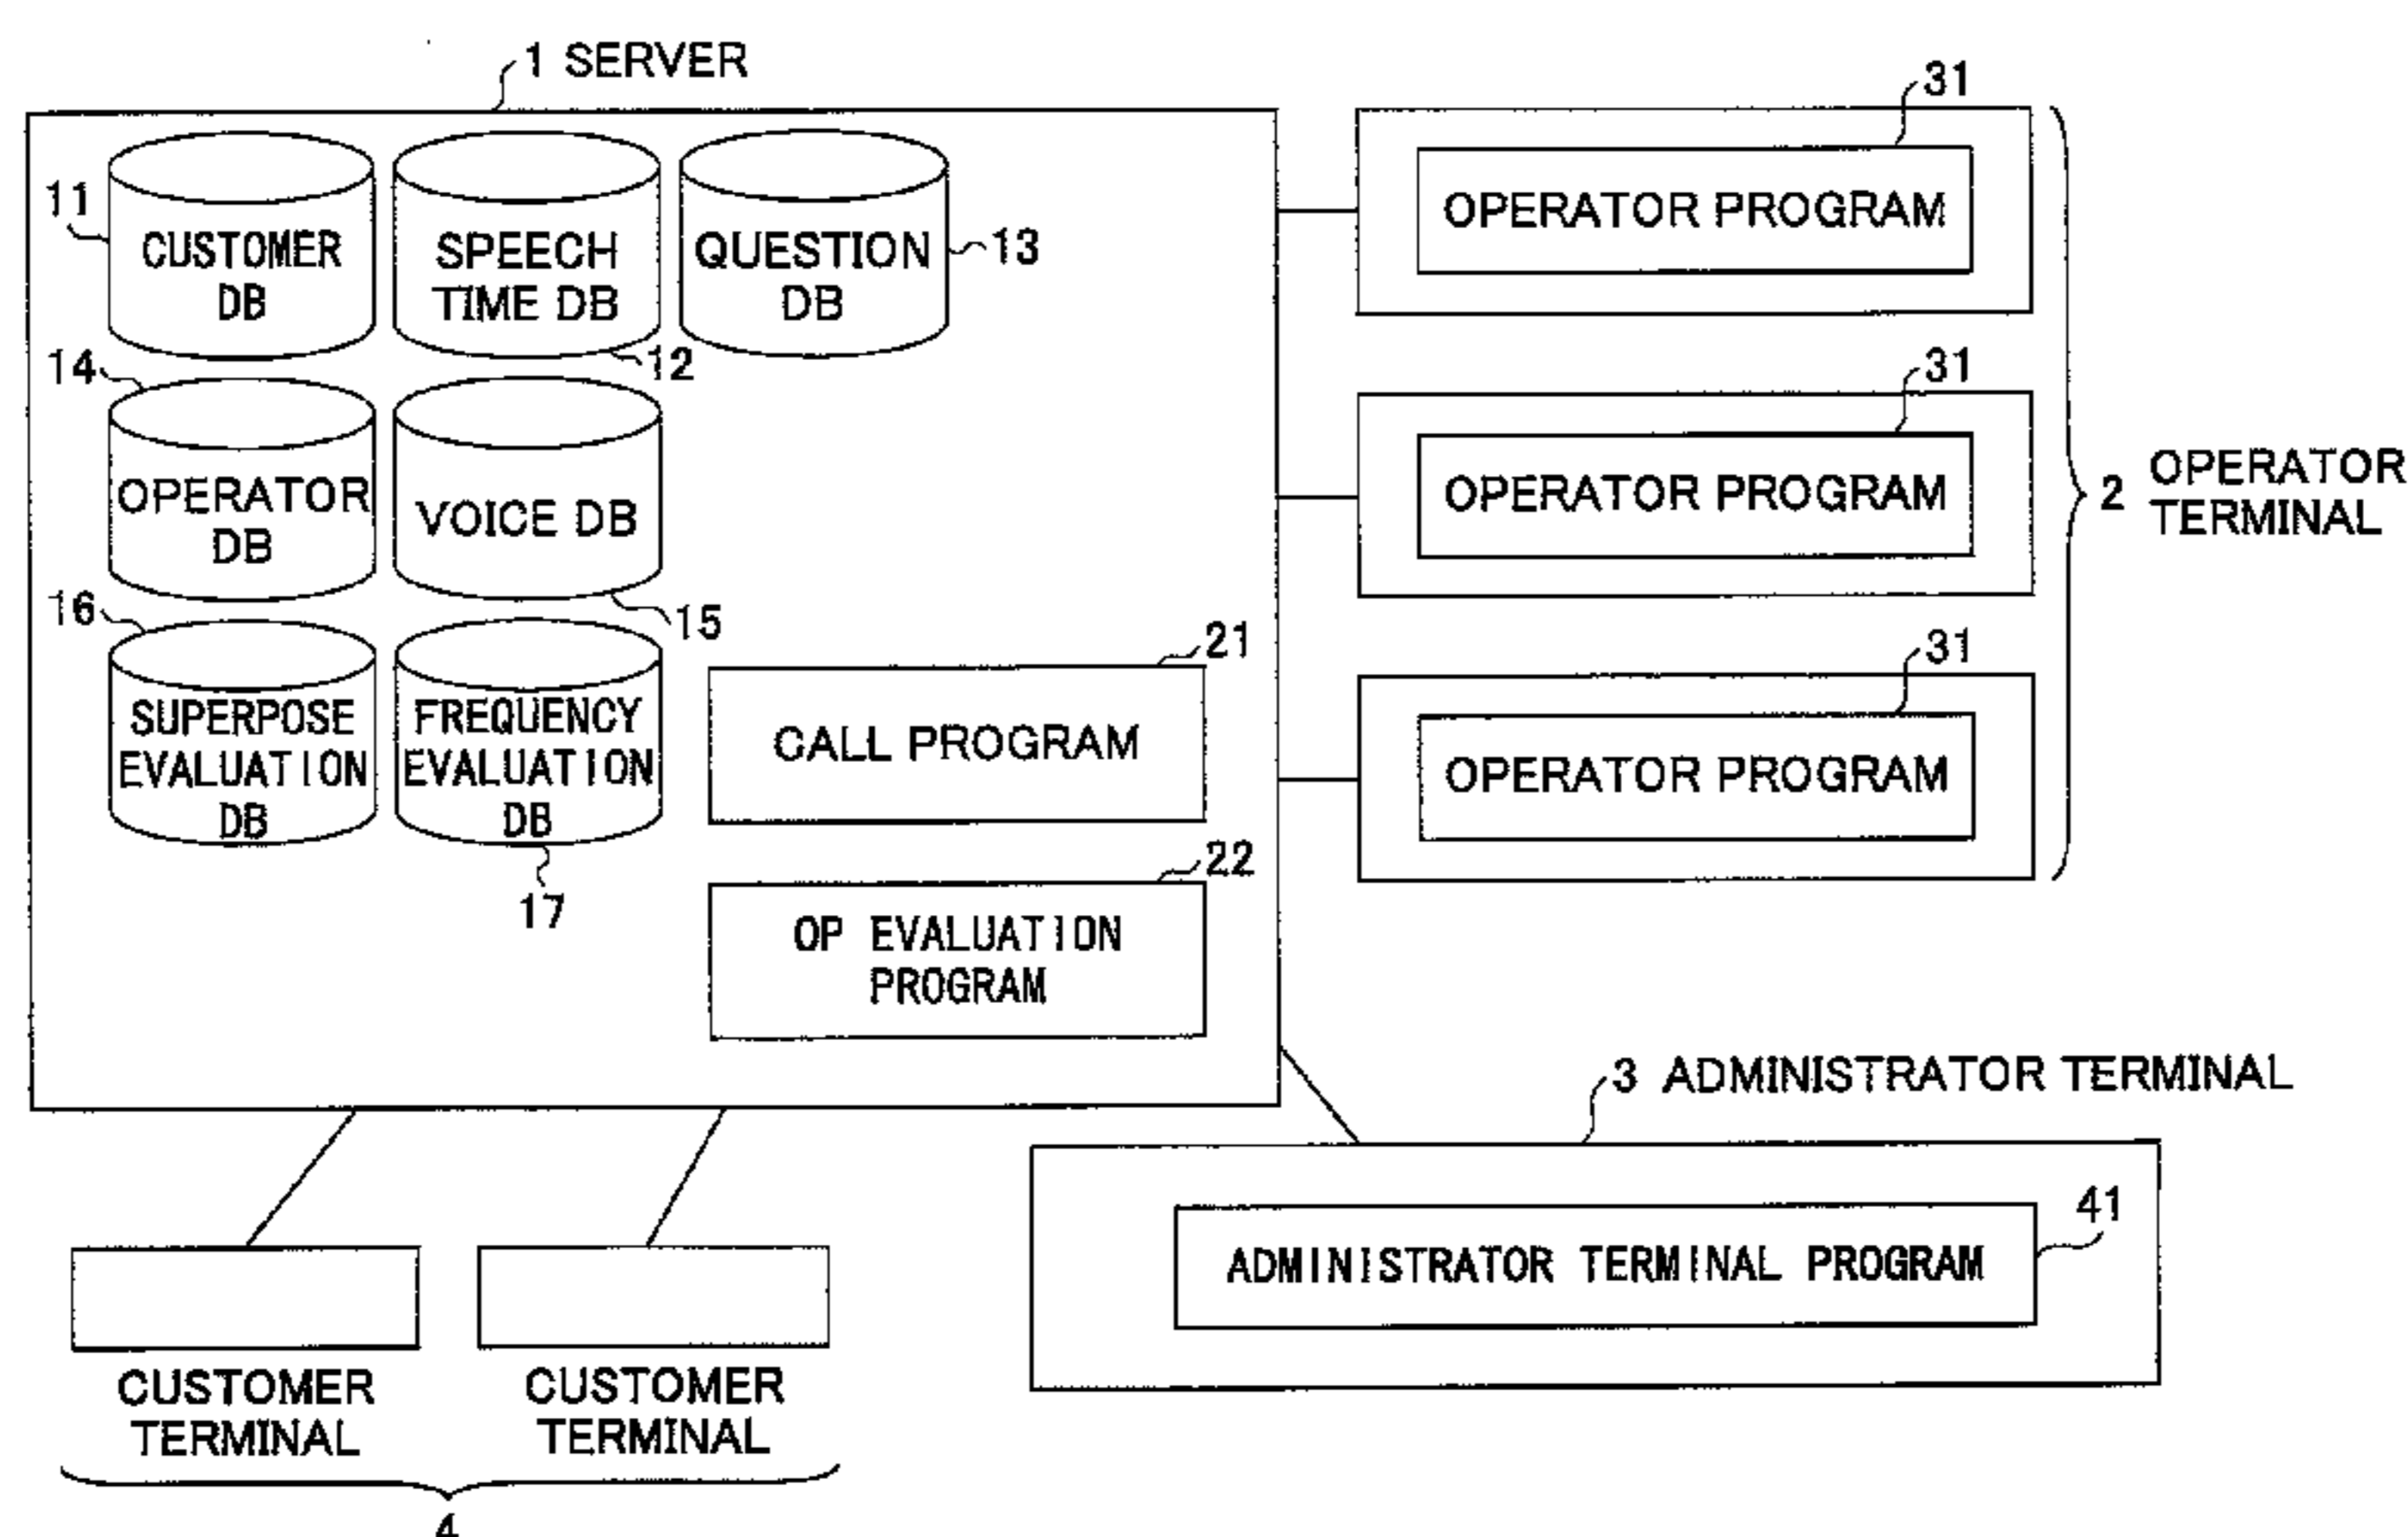 1 SERVER
11
CUSTOMER
DB
SPEECH
TIME DB
12
QUESTION
DB
13
14
OPERATOR
DB
VOICE DB
15
16
SUPERPOSE
EVALUATION
DB
FREQUENCY
EVALUATION
DB
17
21
CALL PROGRAM
22
OP EVALUATION
PROGRAM
31
OPERATOR PROGRAM
31
OPERATOR PROGRAM
31
OPERATOR PROGRAM
2 OPERATOR
TERMINAL
3 ADMINISTRATOR TERMINAL
41
ADMINISTRATOR TERMINAL PROGRAM
CUSTOMER
TERMINAL
CUSTOMER
TERMINAL
4